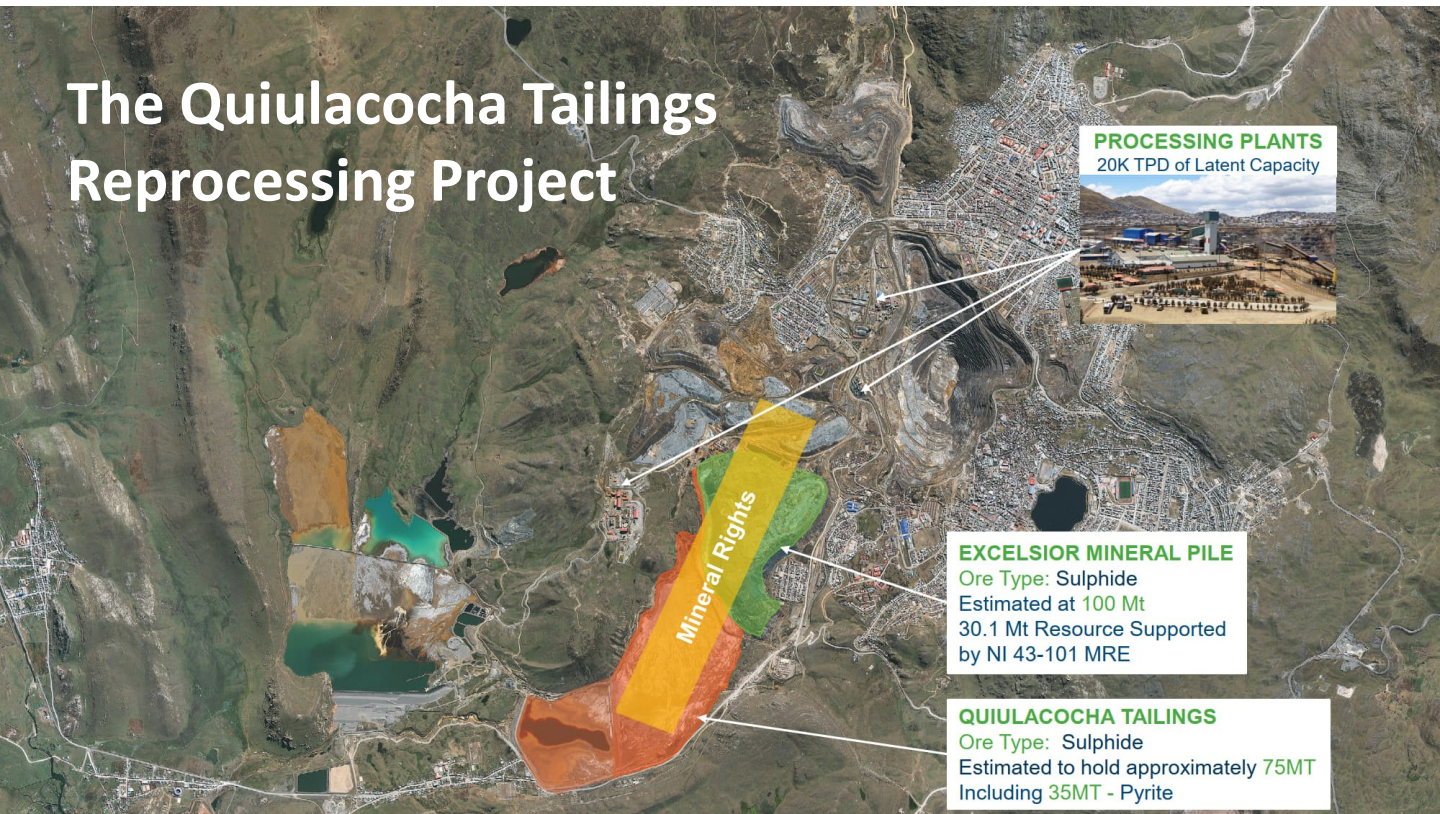 The Quiulacocha Tailings
Reprocessing Project
PROCESSING PLANTS
20K TPD of Latent Capacity
Mineral Rights
EXCELSIOR MINERAL PILE
Ore Type: Sulphide
Estimated at 100 Mt
30.1 Mt Resource Supported
by NI 43-101 MRE
QUIULACOCHA TAILINGS
Ore Type: Sulphide
Estimated to hold approximately 75MT
Including 35MT - Pyrite